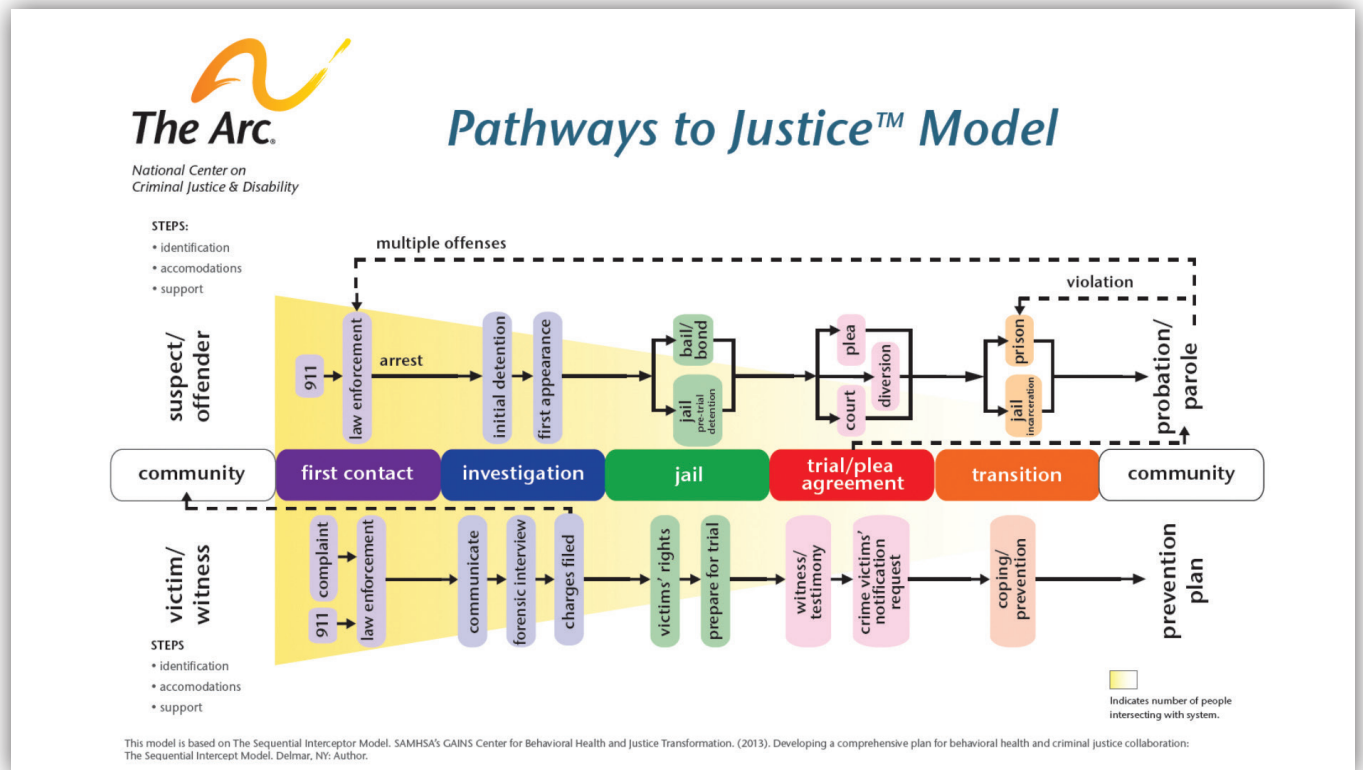 The Arc®
National Center on
Criminal Justice & Disability
Pathways to Justice™ Model
STEPS:
• identification
• accomodations
• support
multiple offenses
violation
suspect/
offender
911
law enforcement
arrest
initial detention
first appearance
bail/
bond
jail
pre-trial
detention
plea
court
diversion
prison
jail
incarceration
probation/
parole
community
first contact
investigation
jail
trial/plea
agreement
transition
community
victim/
witness
complaint
911
law enforcement
communicate
forensic interview
charges filed
victims’ rights
prepare for trial
witness/
testimony
crime victims’
notification
request
coping/
prevention
prevention
plan
STEPS
• identification
• accomodations
• support
Indicates number of people
intersecting with system.
This model is based on The Sequential Interceptor Model. SAMHSA’s GAINS Center for Behavioral Health and Justice Transformation. (2013). Developing a comprehensive plan for behavioral health and criminal justice collaboration:
The Sequential Intercept Model. Delmar, NY: Author.